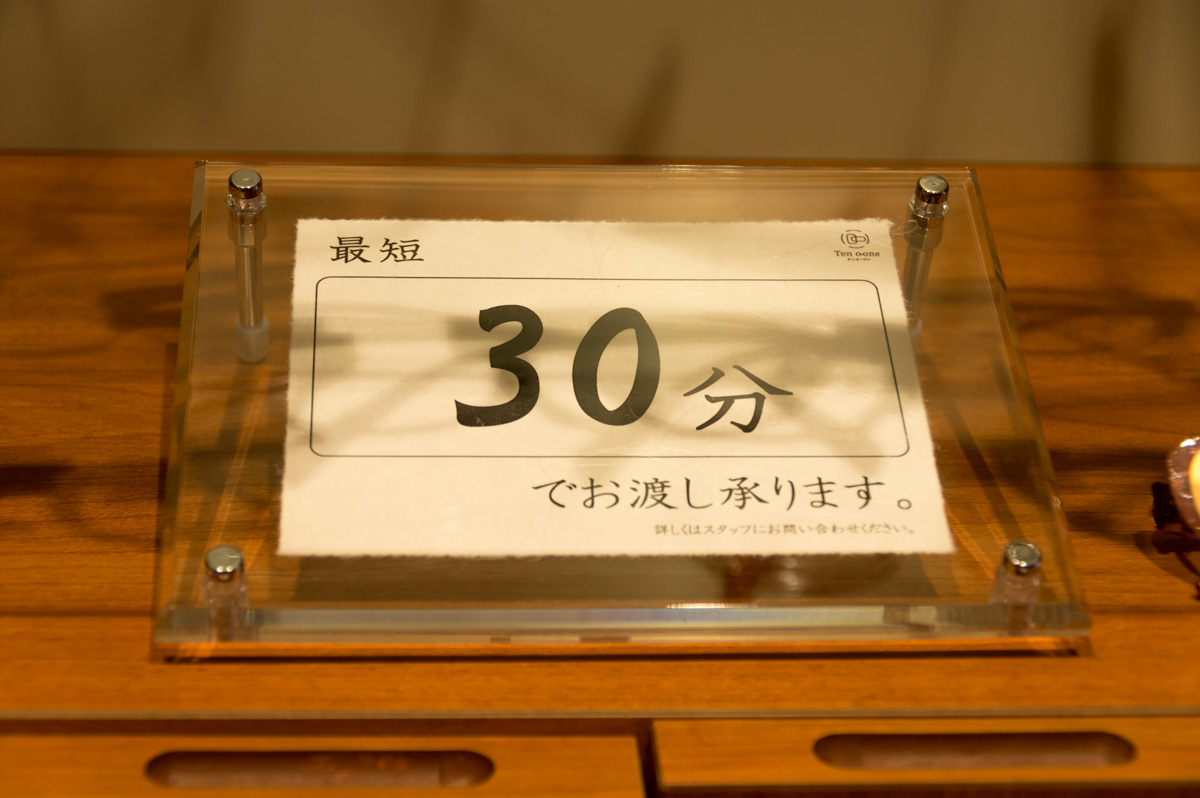 最短
Ten o-one
30分
でお渡し承ります。
詳しくはスタッフにお問い合わせください。